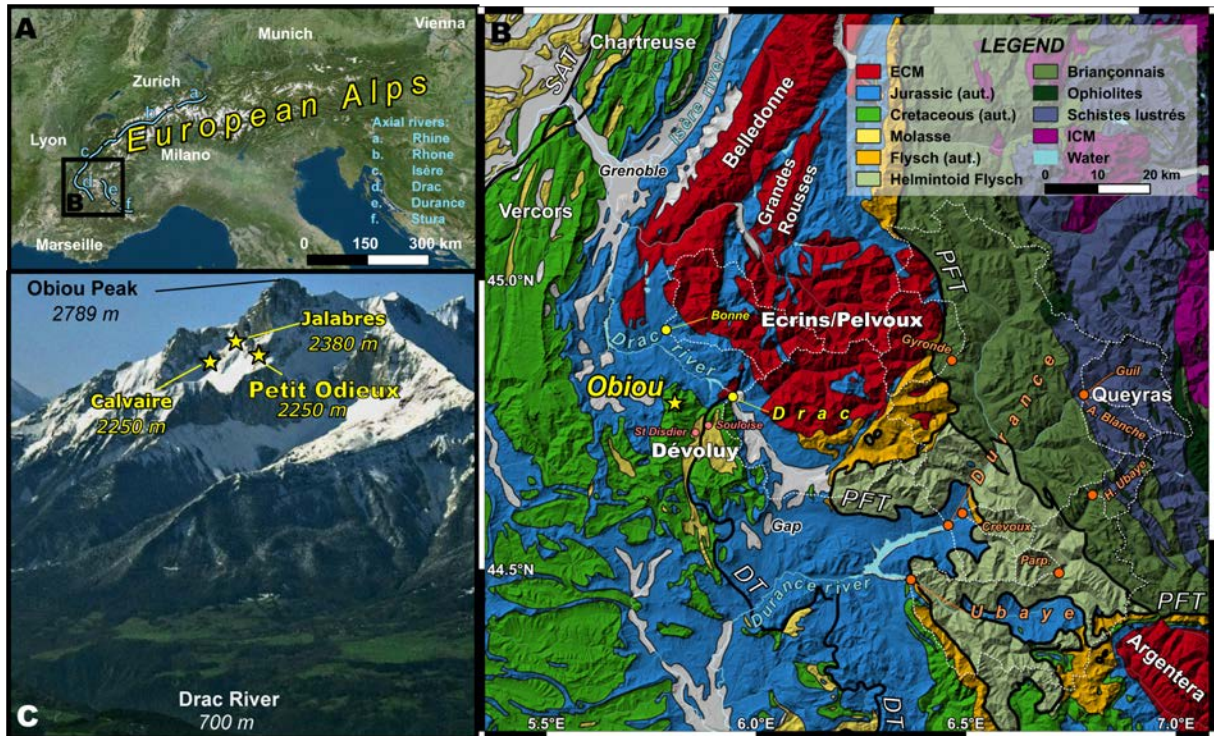 A
Munich
Vienna
Zurich
European Alps
Lyon
Milano
Marseille
a
b
c
d
e
f
B
Axial rivers:
a. Rhine
b. Rhone
c. Isère
d. Drac
e. Durance
f. Stura
0 150 300 km
Obiou Peak
2789 m
Jalabres
2380 m
Petit Odieux
2250 m
Calvaire
2250 m
Drac River
700 m
C
B
Chartreuse
SAT
Isère river
Belledonne
Grenoble
Grandes
Rousses
Vercors
LEGEND
ECM
Jurassic (aut.)
Cretaceous (aut.)
Molasse
Flysch (aut.)
Helmintoid Flysch
Briançonnais
Ophiolites
Schistes lustrés
ICM
Water
0 10 20 km
45.0°N
PFT
Bonne
Ecrins/Pelvoux
Drac river
Gyronde
Obiou
Drac
Durance
Guil
Queyras
A. Blanche
St Disdier
Souloise
Dévoluy
H. Ubaye
PFT
Gap
Crévoux
44.5°N
DT
Parp.
Durance river
Ubaye
PFT
Argentera
DT
5.5°E
6.0°E
6.5°E
7.0°E